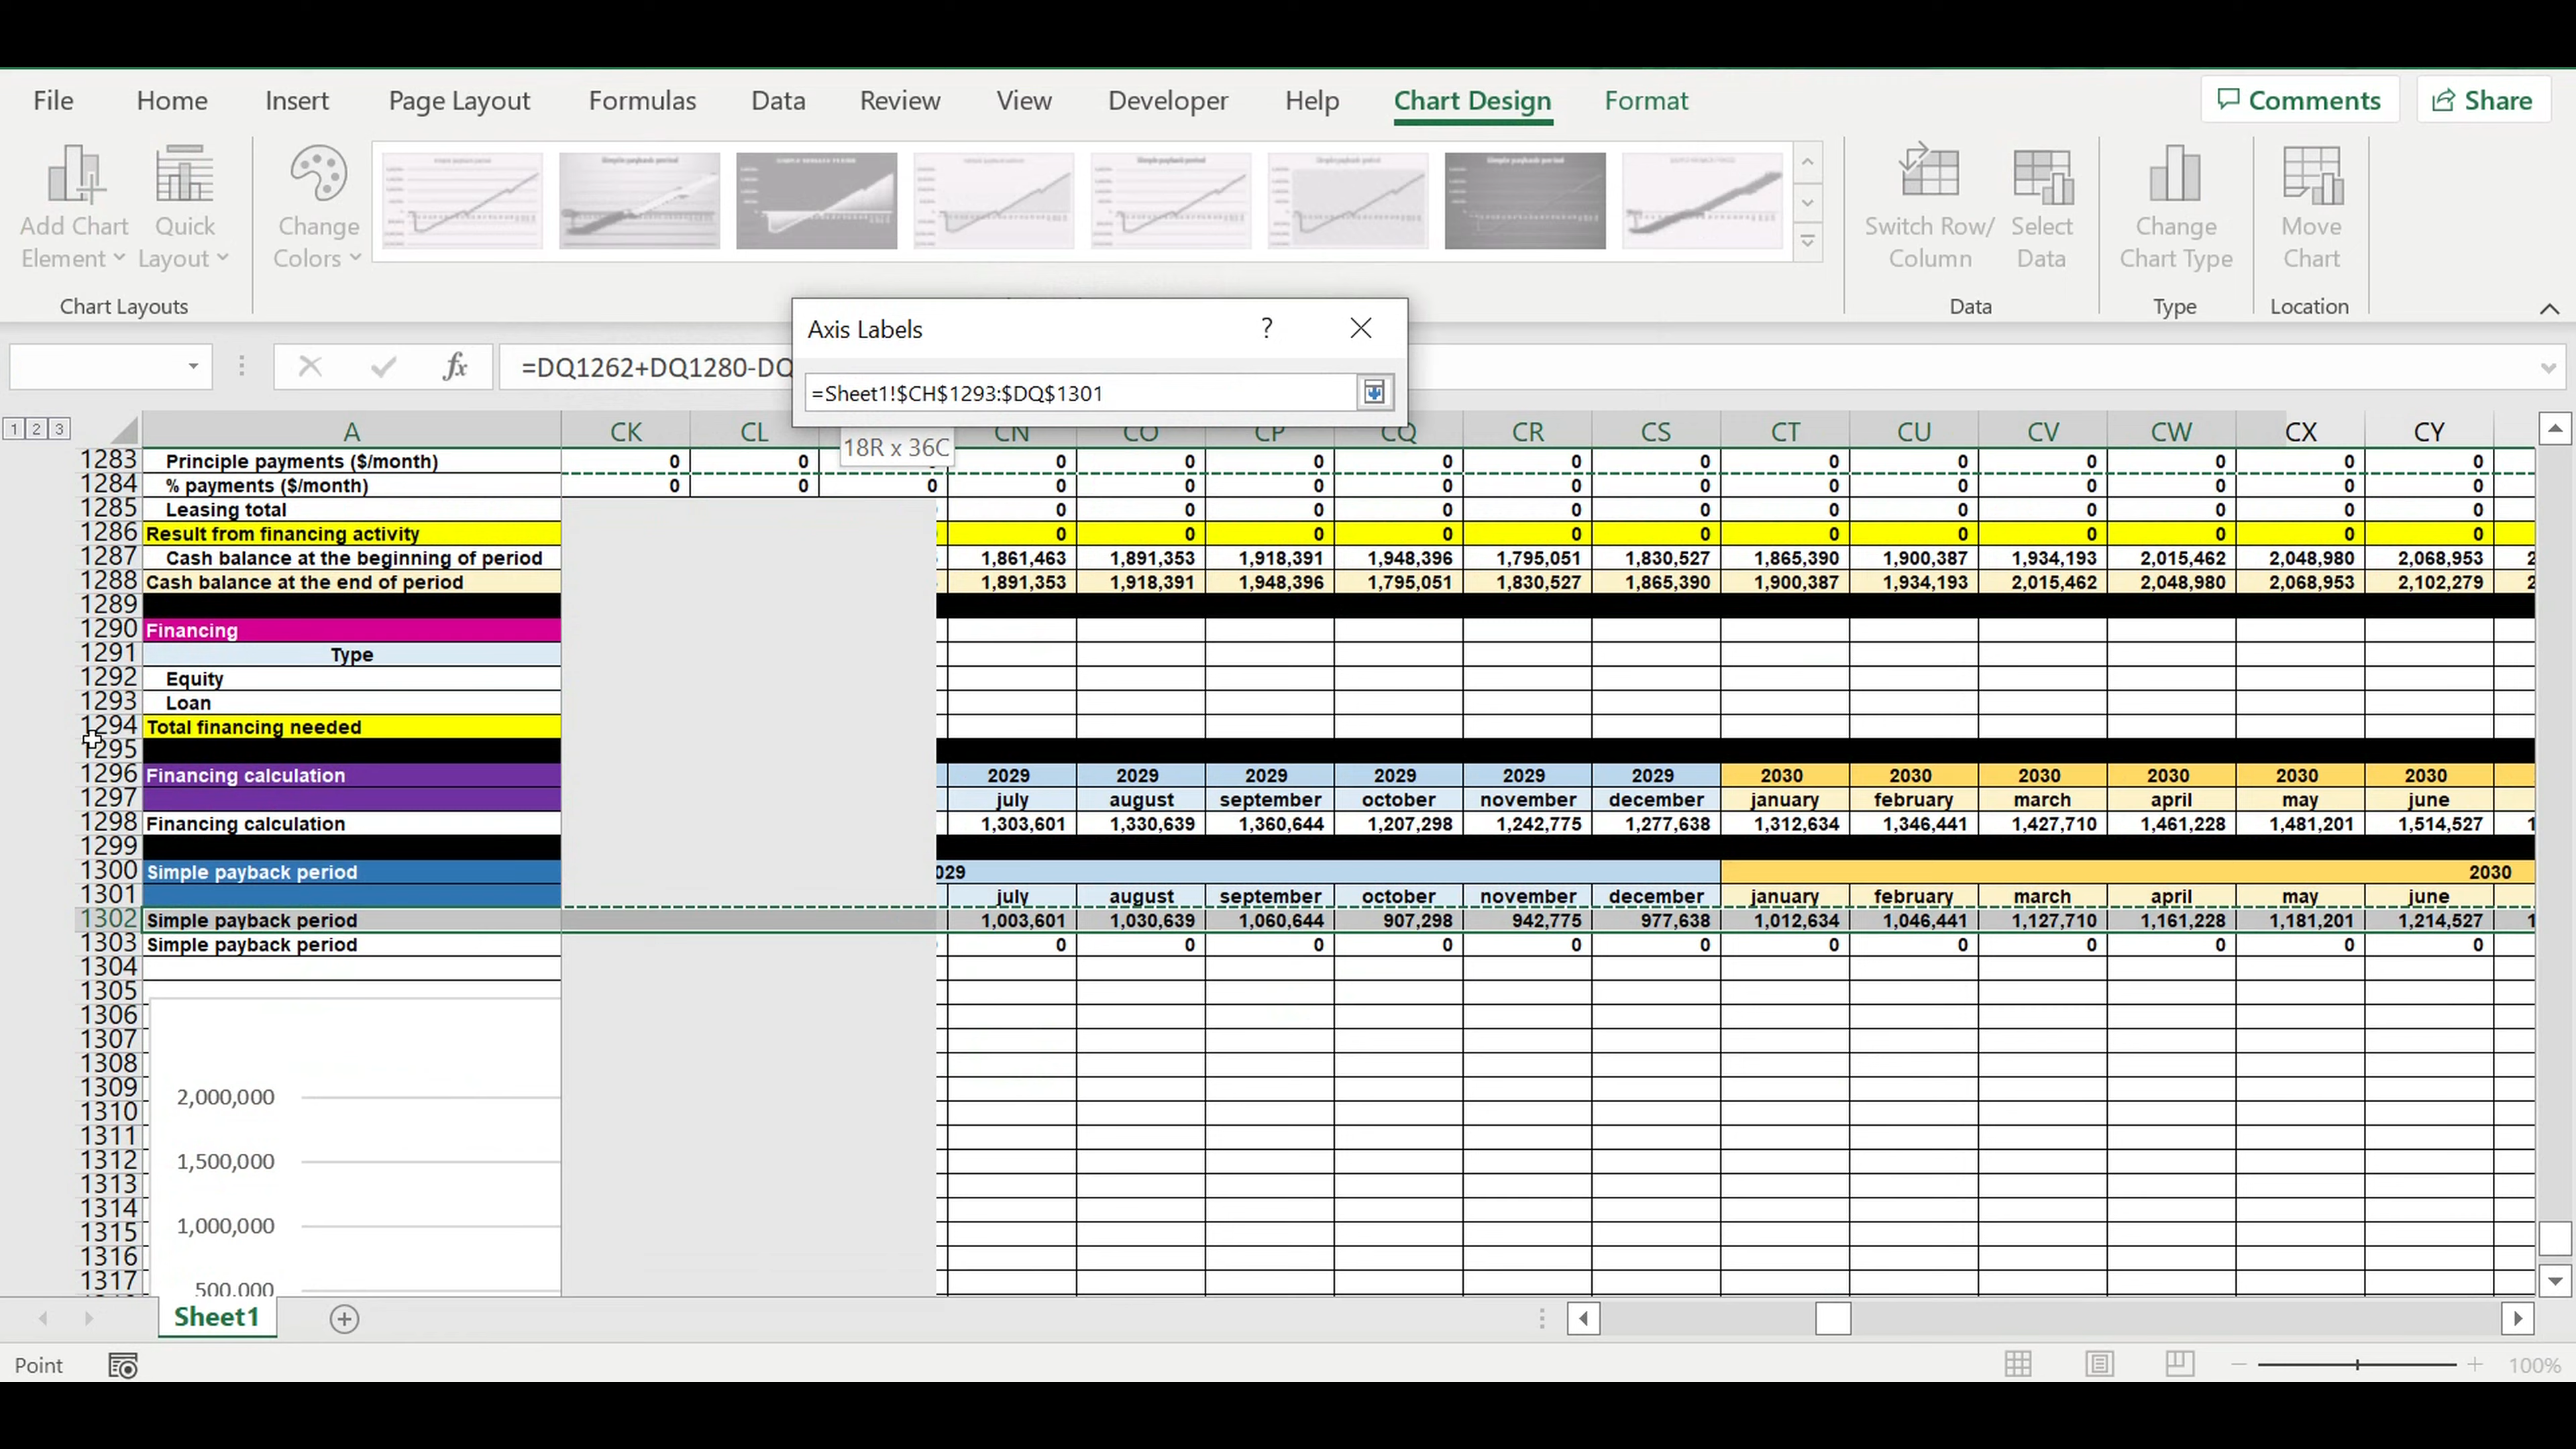 File Home Insert Page Layout Formulas Data Review View Developer Help Chart Design Format Comments Share
Add Chart Element Quick Layout Change Colors Switch Row/ Column Select Data Change Chart Type Move Chart
Chart Layouts Data Type Location
Axis Labels ?
=DQ1262+DQ1280-DQ
=Sheet1!$CH$1293:$DQ$1301
18R x 36C
1 2 3
A CK CL CN CO CP CQ CR CS CT CU CV CW CX CY
1283 Principle payments ($/month) 0 0 0 0 0 0 0 0 0 0 0 0 0 0
1284 % payments ($/month) 0 0 0 0 0 0 0 0 0 0 0 0 0 0 0
1285 Leasing total 0 0 0 0 0 0 0 0 0 0 0 0
1286 Result from financing activity 0 0 0 0 0 0 0 0 0 0 0 0
1287 Cash balance at the beginning of period 1,861,463 1,891,353 1,918,391 1,948,396 1,795,051 1,830,527 1,865,390 1,900,387 1,934,193 2,015,462 2,048,980 2,068,953 2
1288 Cash balance at the end of period 1,891,353 1,918,391 1,948,396 1,795,051 1,830,527 1,865,390 1,900,387 1,934,193 2,015,462 2,048,980 2,068,953 2,102,279 2
1289
1290 Financing
1291 Type
1292 Equity
1293 Loan
1294 Total financing needed
1295
1296 Financing calculation 2029 2029 2029 2029 2029 2029 2030 2030 2030 2030 2030 2030
1297 july august september october november december january february march april may june
1298 Financing calculation 1,303,601 1,330,639 1,360,644 1,207,298 1,242,775 1,277,638 1,312,634 1,346,441 1,427,710 1,461,228 1,481,201 1,514,527 1
1299
1300 Simple payback period 029 2030
1301 july august september october november december january february march april may june
1302 Simple payback period 1,003,601 1,030,639 1,060,644 907,298 942,775 977,638 1,012,634 1,046,441 1,127,710 1,161,228 1,181,201 1,214,527 1
1303 Simple payback period 0 0 0 0 0 0 0 0 0 0 0 0
1304
1305
1306
1307
1308
1309 2,000,000
1310
1311
1312 1,500,000
1313
1314
1315 1,000,000
1316
1317 500,000
Sheet1
Point 100%